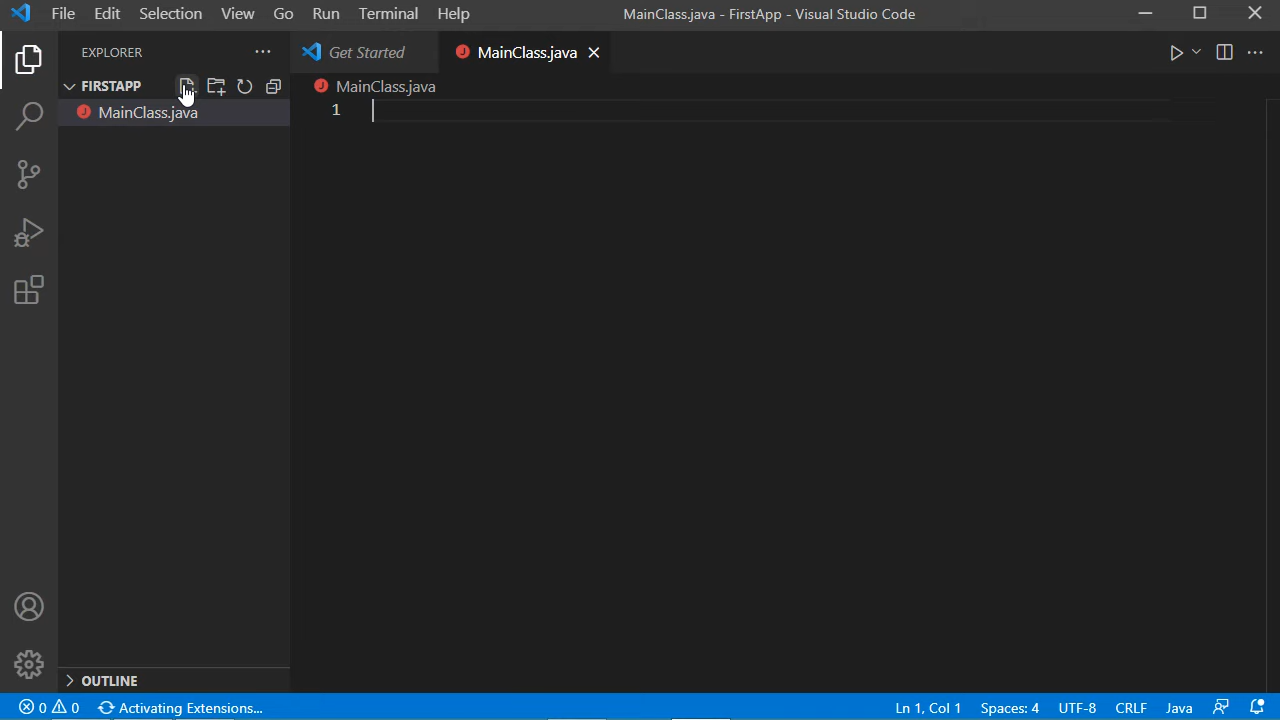 File Edit Selection View Go Run Terminal Help MainClass.java - FirstApp - Visual Studio Code
EXPLORER
Get Started
MainClass.java
FIRSTAPP
MainClass.java
MainClass.java
1
OUTLINE
0 0 Activating Extensions... Ln 1, Col 1 Spaces: 4 UTF-8 CRLF Java